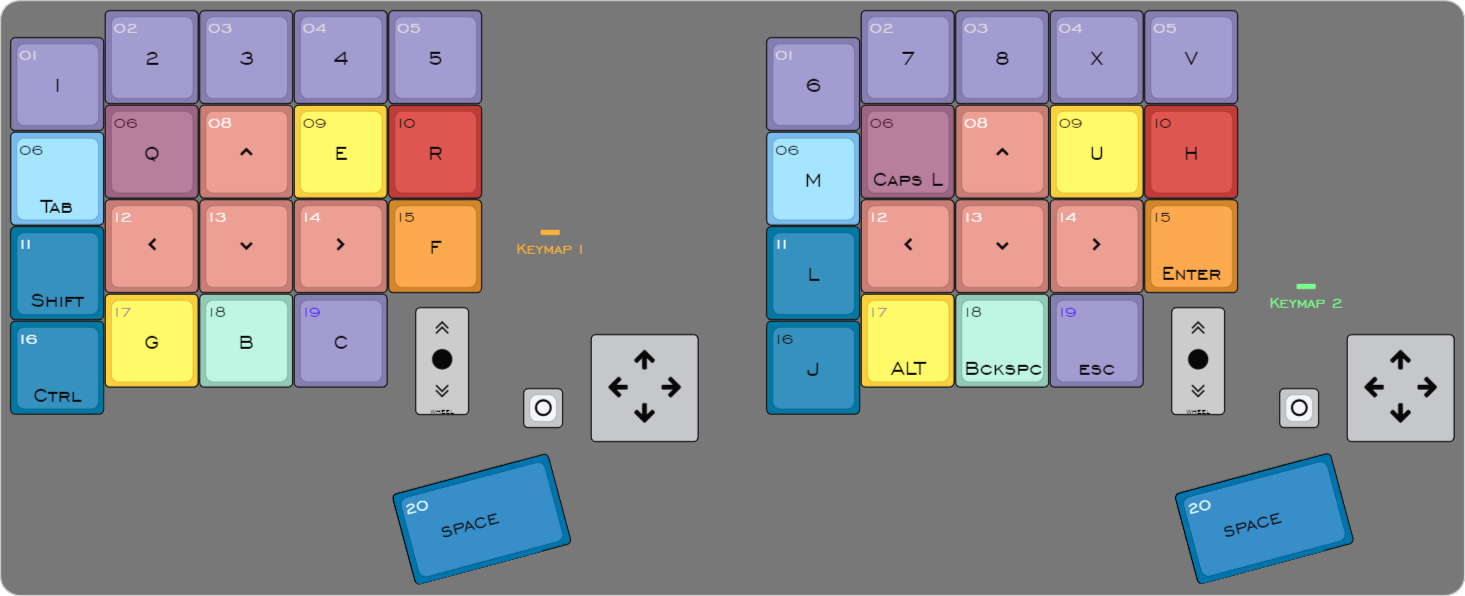 01
1
02
2
03
3
04
4
05
5
06
Tab
06
Q
08
^
09
E
10
R
11
Shift
12
<
13
⌄
14
>
15
F
16
Ctrl
17
G
18
B
19
C
WHEEL
20
SPACE
Keymap 1
01
6
02
7
03
8
04
X
05
V
06
M
06
Caps L
08
^
09
U
10
H
11
L
12
<
13
⌄
14
>
15
Enter
16
J
17
ALT
18
Bckspc
19
esc
WHEEL
20
SPACE
Keymap 2